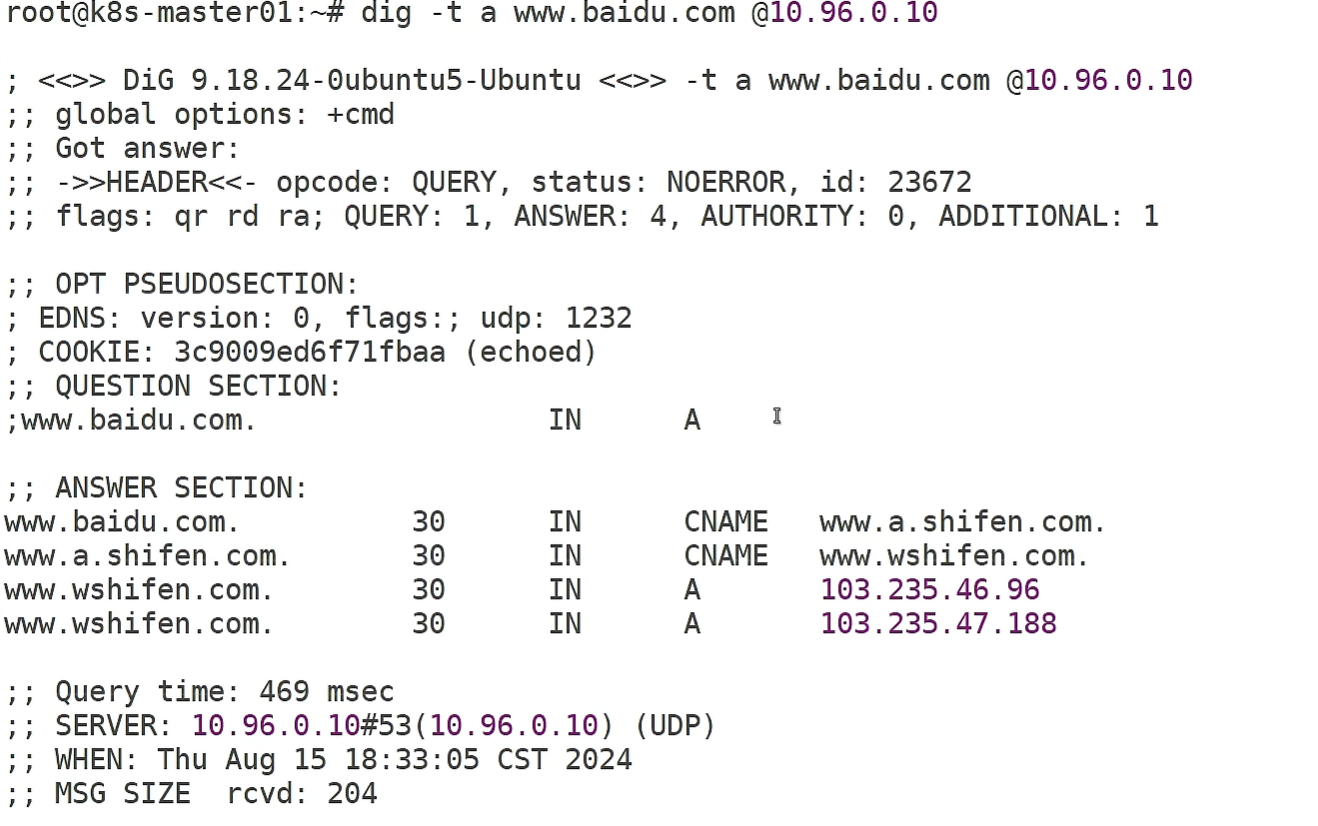 root@k8s-master01:~# dig -t a www.baidu.com @10.96.0.10
; <<>> DiG 9.18.24-0ubuntu5-Ubuntu <<>> -t a www.baidu.com @10.96.0.10
;; global options: +cmd
;; Got answer:
;; ->>HEADER<<- opcode: QUERY, status: NOERROR, id: 23672
;; flags: qr rd ra; QUERY: 1, ANSWER: 4, AUTHORITY: 0, ADDITIONAL: 1
;; OPT PSEUDOSECTION:
; EDNS: version: 0, flags:; udp: 1232
; COOKIE: 3c9009ed6f71fbaa (echoed)
;; QUESTION SECTION:
;www.baidu.com. IN A
;; ANSWER SECTION:
www.baidu.com. 30 IN CNAME www.a.shifen.com.
www.a.shifen.com. 30 IN CNAME www.wshifen.com.
www.wshifen.com. 30 IN A 103.235.46.96
www.wshifen.com. 30 IN A 103.235.47.188
;; Query time: 469 msec
;; SERVER: 10.96.0.10#53(10.96.0.10) (UDP)
;; WHEN: Thu Aug 15 18:33:05 CST 2024
;; MSG SIZE  rcvd: 204